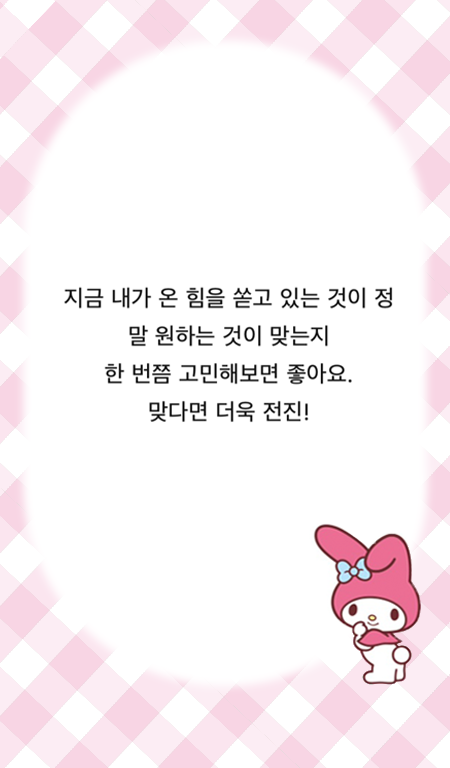 지금 내가 온 힘을 쏟고 있는 것이 정
말 원하는 것이 맞는지
한 번쯤 고민해보면 좋아요.
맞다면 더욱 전진!